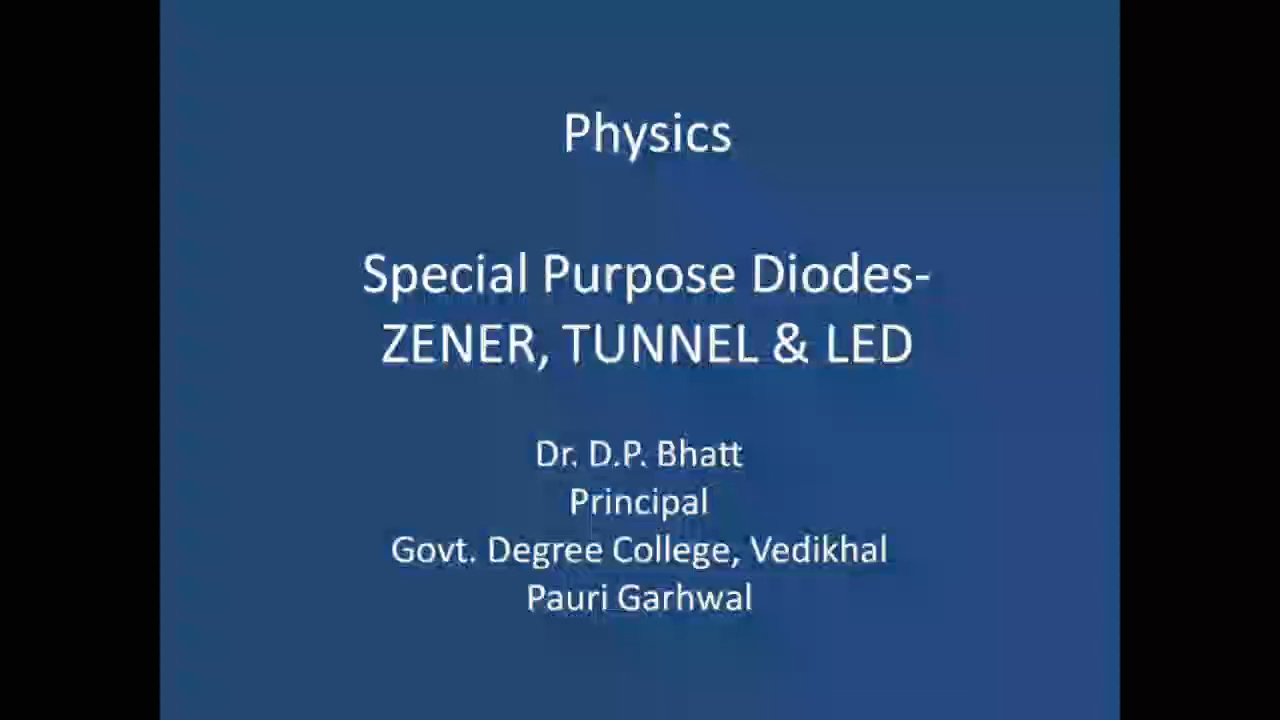 Physics
Special Purpose Diodes-
ZENER, TUNNEL & LED
Dr. D.P. Bhatt
Principal
Govt. Degree College, Vedikhal
Pauri Garhwal